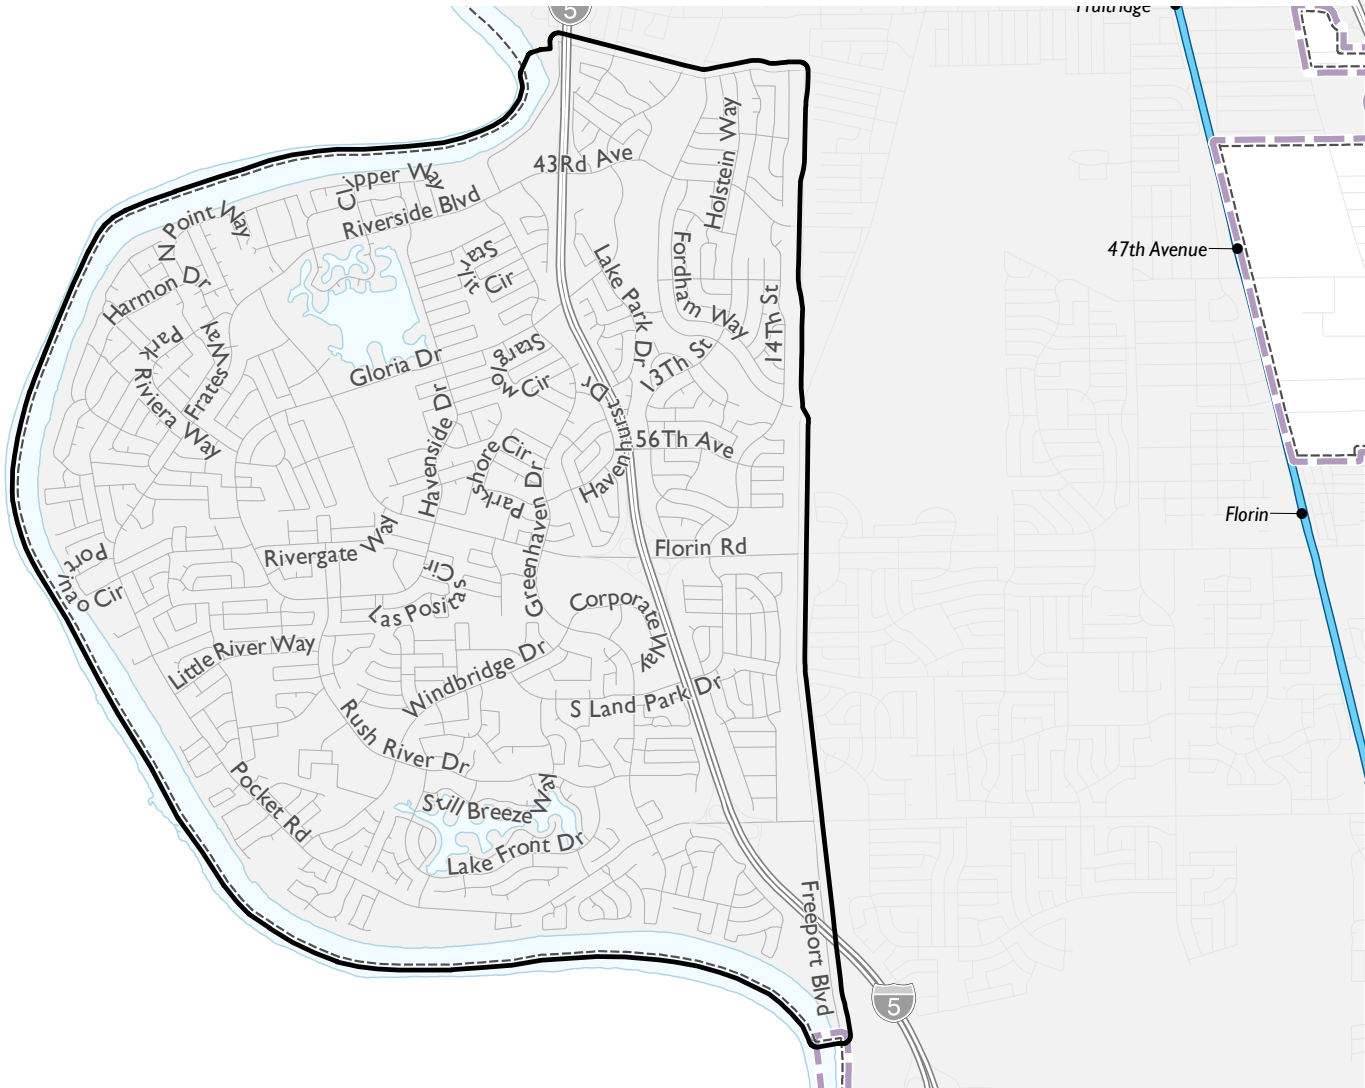 5
Fruitridge
43Rd Ave
Holstein Way
Clipper Way
Riverside Blvd
N Point Way
47th Avenue
Starlit Cir
Lake Park Dr
Fordham Way
Harmon Dr
14Th St
Park Riviera Way
Frates Way
Starglow Cir
13Th St
Gloria Dr
Havenhurst Dr
Havenside Dr
56Th Ave
Parkshore Cir
Greenhaven Dr
Florin
Rivergate Way
Florin Rd
Portinao Cir
Las Positas Cir
Corporate Way
Little River Way
Windbridge Dr
S Land Park Dr
Rush River Dr
Pocket Rd
Still Breeze Way
Lake Front Dr
Freeport Blvd
5